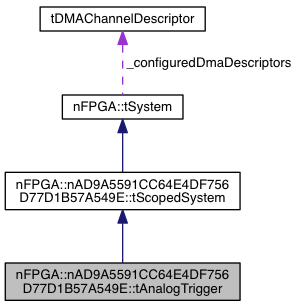 tDMAChannelDescriptor
_configuredDmaDescriptors
nFPGA::tSystem
nFPGA::nAD9A5591CC64E4DF756
D77D1B57A549E::tScopedSystem
nFPGA::nAD9A5591CC64E4DF756
D77D1B57A549E::tAnalogTrigger